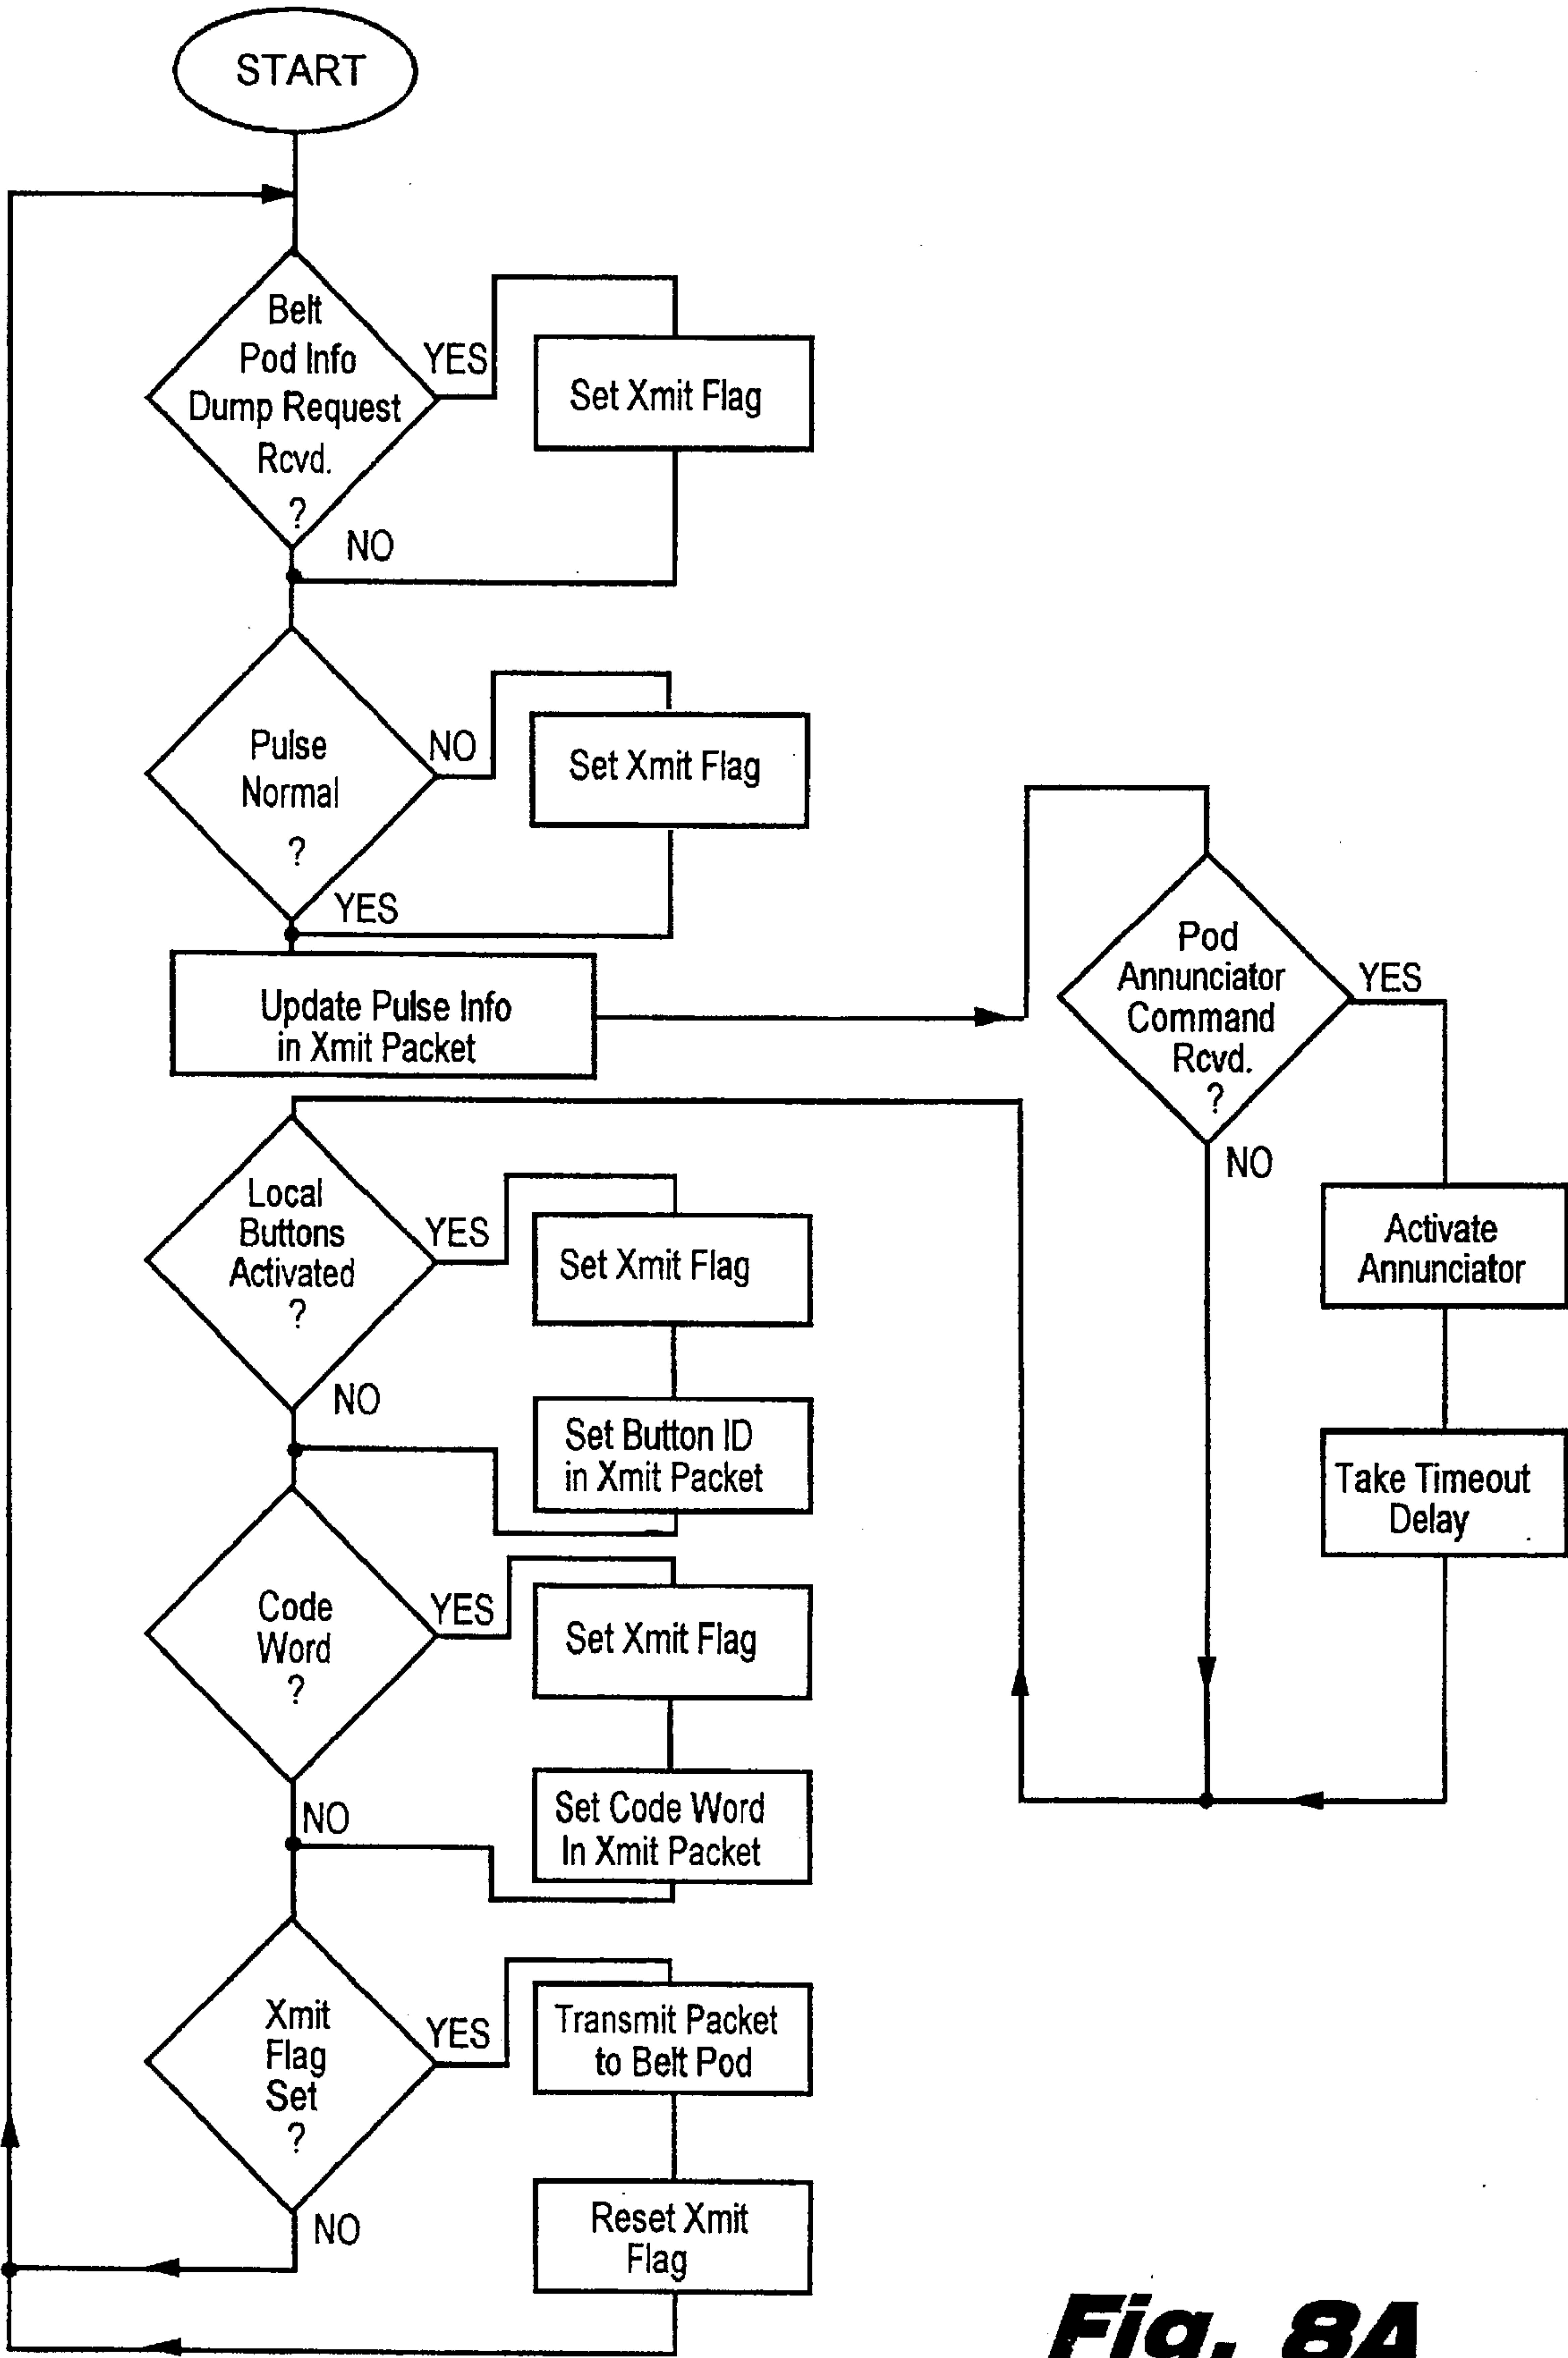 START
Belt
Pod Info
Dump Request
Rcvd.
?
YES
Set Xmit Flag
NO
Pulse
Normal
?
NO
Set Xmit Flag
YES
Update Pulse Info
in Xmit Packet
Pod
Annunciator
Command
Rcvd.
?
YES
NO
Activate
Annunciator
Take Timeout
Delay
Local
Buttons
Activated
?
YES
Set Xmit Flag
NO
Set Button ID
in Xmit Packet
Code
Word
?
YES
Set Xmit Flag
NO
Set Code Word
In Xmit Packet
Xmit
Flag
Set
?
YES
Transmit Packet
to Belt Pod
NO
Reset Xmit
Flag
Fig. 8A